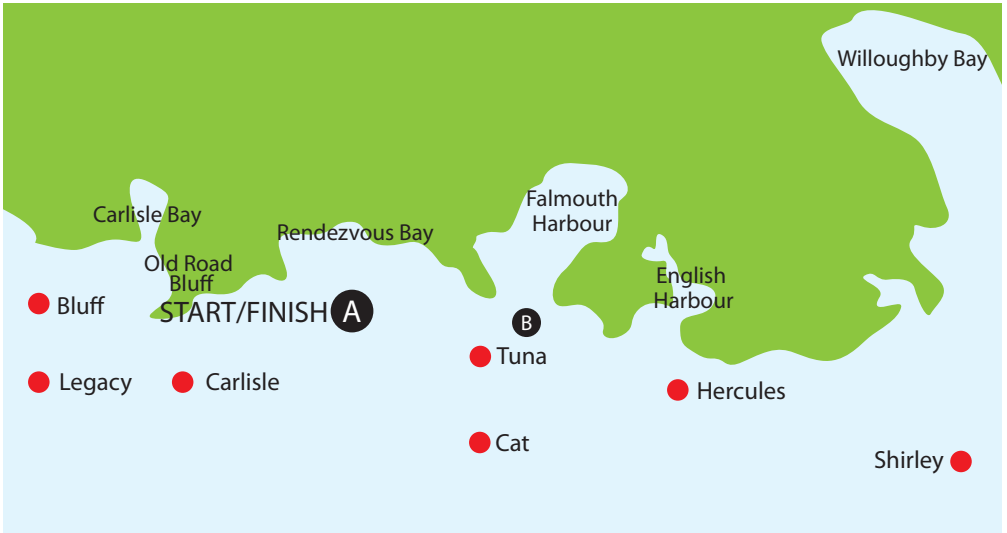 Willoughby Bay
Falmouth
Harbour
Carlisle Bay
Rendezvous Bay
Old Road
Bluff
English
Harbour
Bluff
START/FINISH A
B
Tuna
Legacy
Carlisle
Hercules
Cat
Shirley